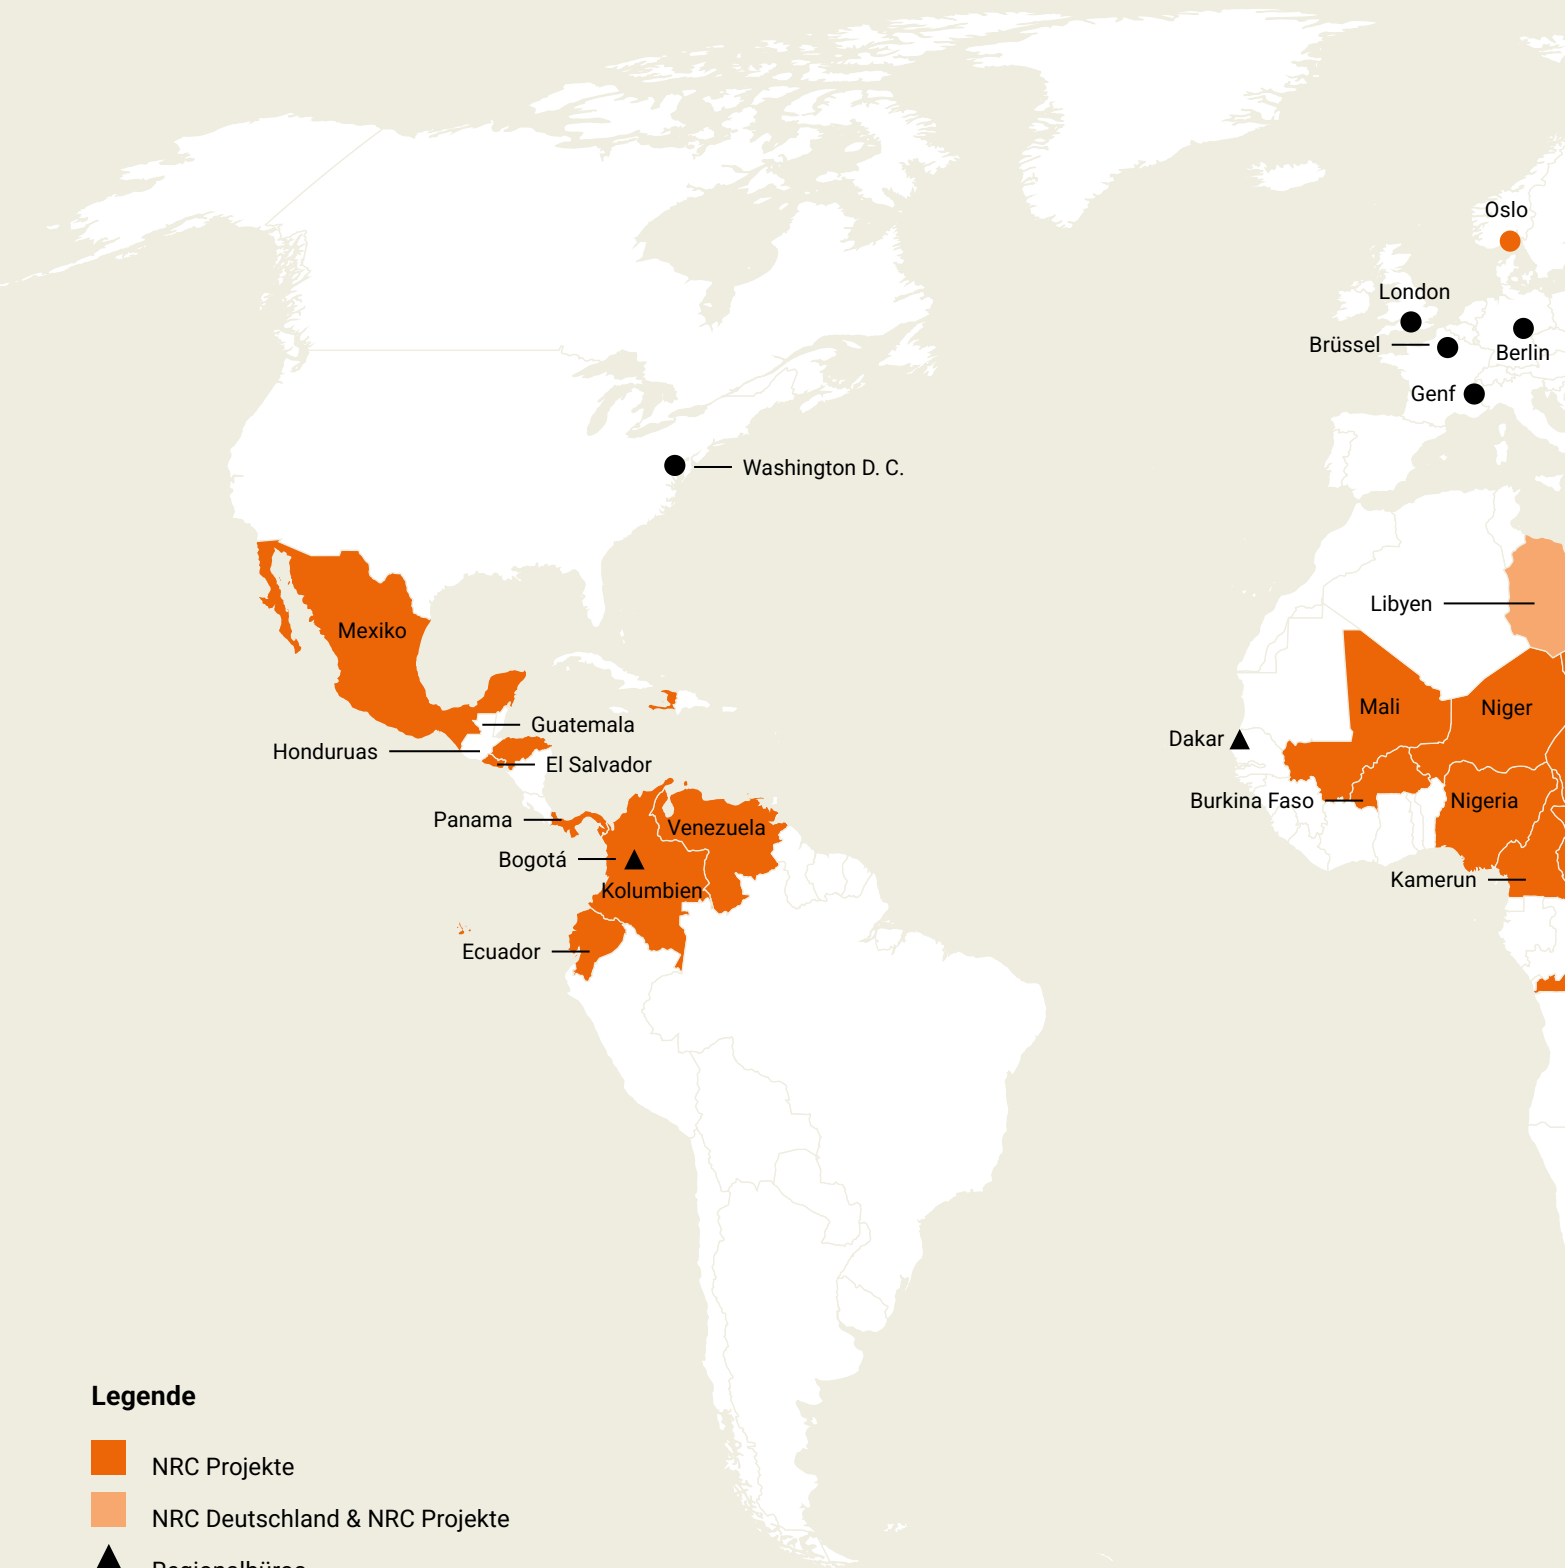 Oslo
London
Brüssel
Berlin
Genf
Washington D. C.
Libyen
Mexiko
Mali
Niger
Guatemala
Dakar
Honduruas
El Salvador
Burkina Faso
Nigeria
Panama
Venezuela
Bogotá
Kamerun
Kolumbien
Ecuador
Legende
NRC Projekte
NRC Deutschland & NRC Projekte
Regionalbüros